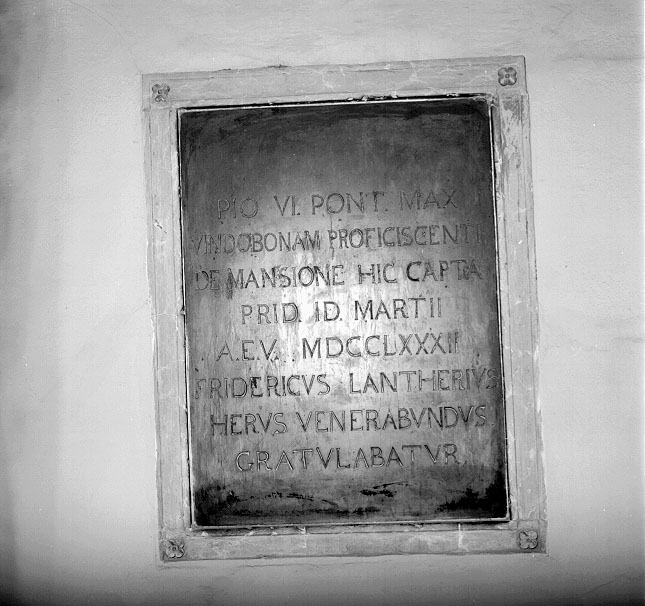 PIO VI. PONT. MAX
VINDOBONAM PROFICISCENTI
DE MANSIONE HIC CAPTA
PRID. ID. MARTII
A.E.V. MDCCLXXXII
FRIDERICVS LANTHERIVS
HERVS VENERABVNDVS
GRATVLABATVR